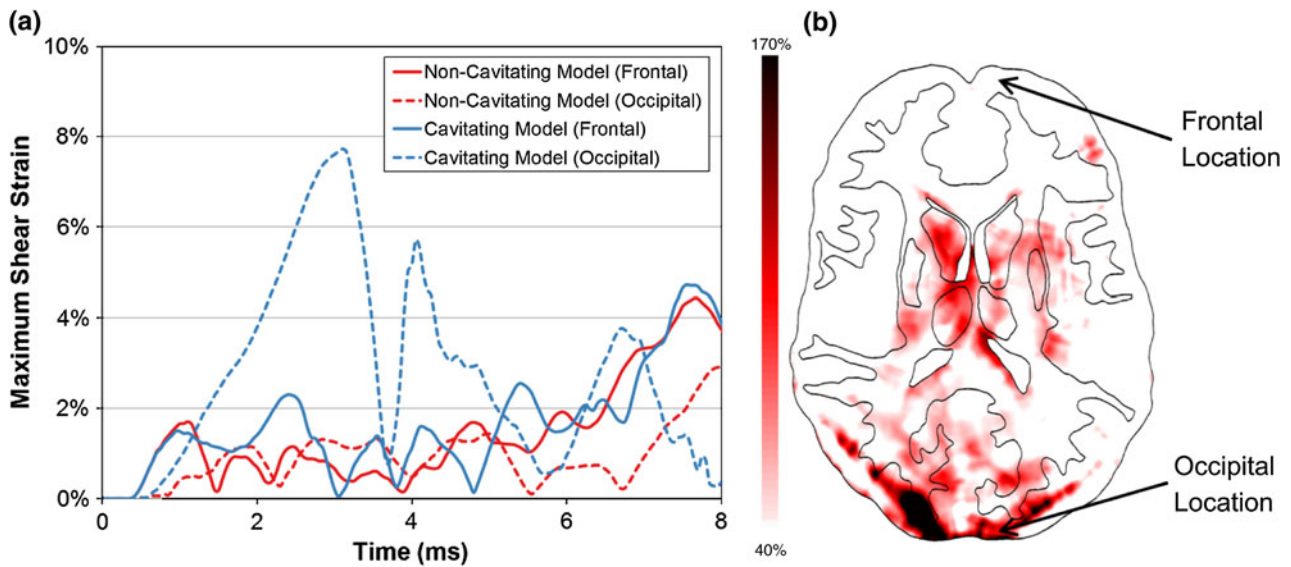 (a)
10%
8%
6%
4%
2%
0%
Maximum Shear Strain
0
2
4
6
8
Time (ms)
Non-Cavitating Model (Frontal)
Non-Cavitating Model (Occipital)
Cavitating Model (Frontal)
Cavitating Model (Occipital)
(b)
170%
40%
Frontal
Location
Occipital
Location